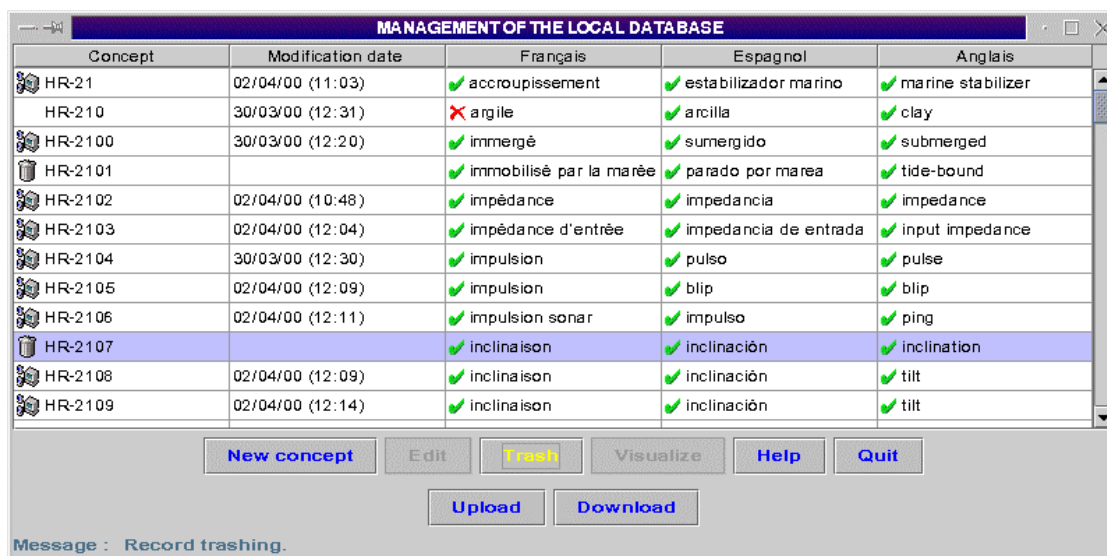 MANAGEMENT OF THE LOCAL DATABASE
Concept Modification date Français Espagnol Anglais
HR-21 02/04/00 (11:03) accroupissement estabilizador marino marine stabilizer
HR-210 30/03/00 (12:31) argile arcilla clay
HR-2100 30/03/00 (12:20) immergé sumergido submerged
HR-2101 immobilisé par la marée parado por marea tide-bound
HR-2102 02/04/00 (10:48) impédance impedancia impedance
HR-2103 02/04/00 (12:04) impédance d'entrée impedancia de entrada input impedance
HR-2104 30/03/00 (12:30) impulsion pulso pulse
HR-2105 02/04/00 (12:09) impulsion blip blip
HR-2106 02/04/00 (12:11) impulsion sonar impulso ping
HR-2107 inclinaison inclinación inclination
HR-2108 02/04/00 (12:09) inclinaison inclinación tilt
HR-2109 02/04/00 (12:14) inclinaison inclinación tilt
New concept Edit Trash Visualize Help Quit
Upload Download
Message : Record trashing.